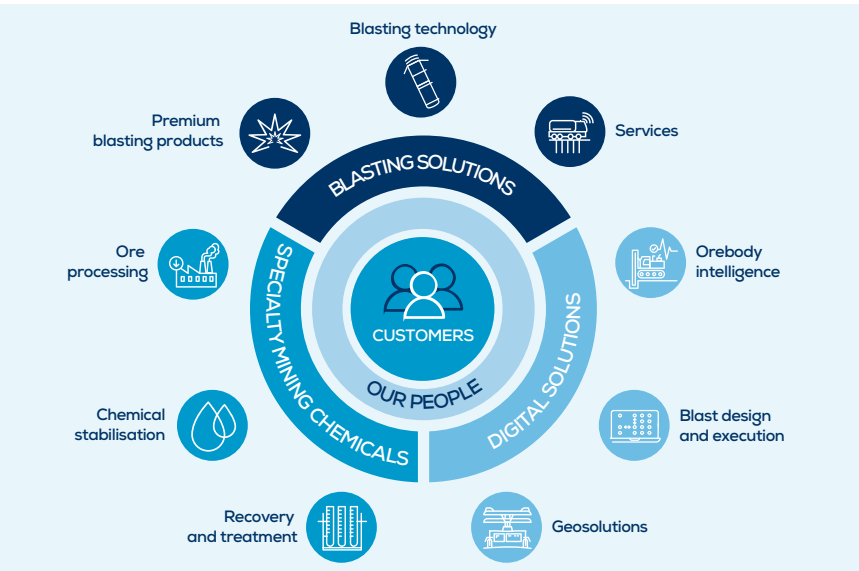 Blasting technology
Premium
blasting products
Services
BLASTING SOLUTIONS
Ore
processing
Orebody
intelligence
SPECIALTY MINING CHEMICALS
DIGITAL SOLUTIONS
CUSTOMERS
OUR PEOPLE
Chemical
stabilisation
Blast design
and execution
Recovery
and treatment
Geosolutions